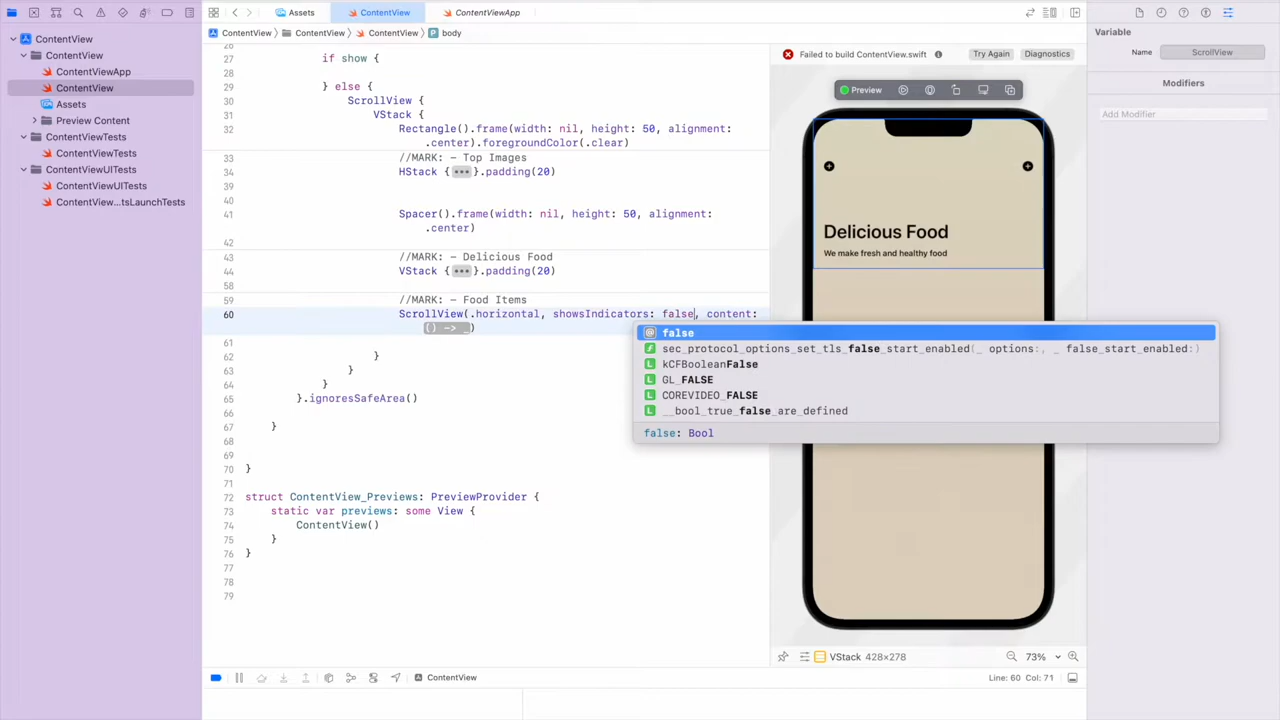 Assets
ContentView
ContentViewApp
ContentView
ContentView
ContentView
body
ContentView
ContentView
ContentViewApp
ContentView
Assets
Preview Content
ContentViewTests
ContentViewTests
ContentViewUITests
ContentViewUITests
ContentView…tsLaunchTests
26
27 if show {
28
29 } else {
30 ScrollView {
31 VStack {
32 Rectangle().frame(width: nil, height: 50, alignment:
.center).foregroundColor(.clear)
33 //MARK: - Top Images
34 HStack {•••}.padding(20)
39
40
41 Spacer().frame(width: nil, height: 50, alignment:
.center)
42
43 //MARK: - Delicious Food
44 VStack {•••}.padding(20)
58
59 //MARK: - Food Items
60 ScrollView(.horizontal, showsIndicators: false, content:
() -> _)
61
62 }
63 }
64 }
65 }.ignoresSafeArea()
66
67 }
68
69
70 }
71
72 struct ContentView_Previews: PreviewProvider {
73 static var previews: some View {
74 ContentView()
75 }
76 }
77
78
79
false
sec_protocol_options_set_tls_false_start_enabled(_ options:, _ false_start_enabled:)
kCFBooleanFalse
GL_FALSE
COREVIDEO_FALSE
__bool_true_false_are_defined
false: Bool
Failed to build ContentView.swift
Try Again
Diagnostics
Preview
Delicious Food
We make fresh and healthy food
VStack 428×278
73%
ContentView
Line: 60 Col: 71
Variable
Name ScrollView
Modifiers
Add Modifier